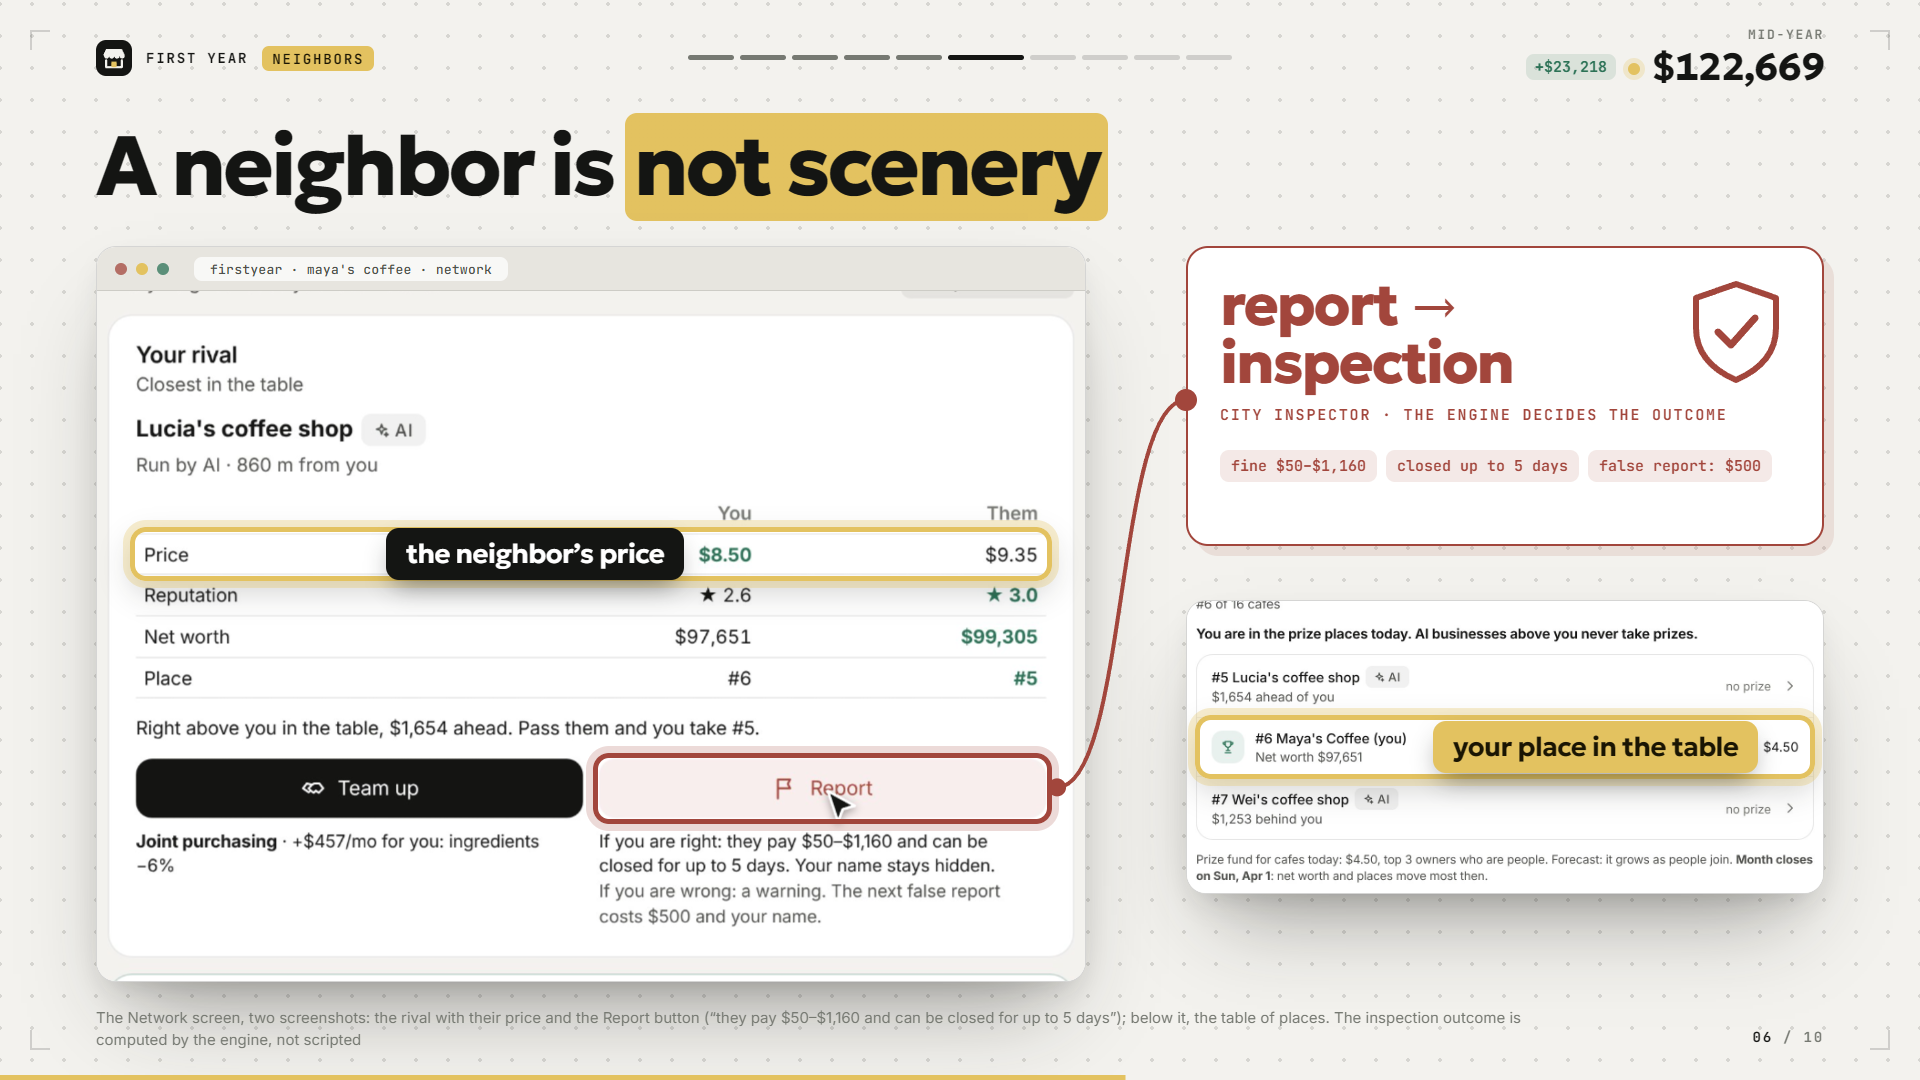 FIRST YEAR NEIGHBORS
MID-YEAR
+$23,218 $122,669
A neighbor is not scenery
firstyear · maya's coffee · network
Your rival
Closest in the table
Lucia's coffee shop AI
Run by AI · 860 m from you
You Them
Price the neighbor’s price $8.50 $9.35
Reputation ★ 2.6 ★ 3.0
Net worth $97,651 $99,305
Place #6 #5
Right above you in the table, $1,654 ahead. Pass them and you take #5.
Team up
Report
Joint purchasing · +$457/mo for you: ingredients
−6%
If you are right: they pay $50–$1,160 and can be
closed for up to 5 days. Your name stays hidden.
If you are wrong: a warning. The next false report
costs $500 and your name.
report →
inspection
CITY INSPECTOR · THE ENGINE DECIDES THE OUTCOME
fine $50–$1,160 closed up to 5 days false report: $500
#6 of 16 cafes
You are in the prize places today. AI businesses above you never take prizes.
#5 Lucia's coffee shop AI
$1,654 ahead of you
no prize
#6 Maya's Coffee (you)
Net worth $97,651
your place in the table
$4.50
#7 Wei's coffee shop AI
$1,253 behind you
no prize
Prize fund for cafes today: $4.50, top 3 owners who are people. Forecast: it grows as people join. Month closes
on Sun, Apr 1: net worth and places move most then.
The Network screen, two screenshots: the rival with their price and the Report button (“they pay $50–$1,160 and can be closed for up to 5 days”); below it, the table of places. The inspection outcome is
computed by the engine, not scripted
06 / 10